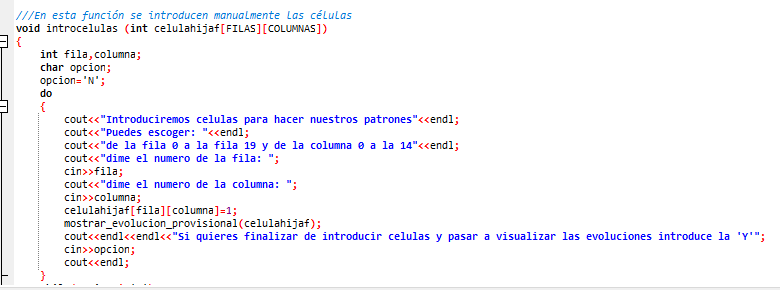 ///En esta función se introducen manualmente las células
void introcelulas (int celulahijaf[FILAS][COLUMNAS])
{
int fila,columna;
char opcion;
opcion='N';
do
{
cout<<"Introduciremos celulas para hacer nuestros patrones"<<endl;
cout<<"Puedes escoger: "<<endl;
cout<<"de la fila 0 a la fila 19 y de la columna 0 a la 14"<<endl;
cout<<"dime el numero de la fila: ";
cin>>fila;
cout<<"dime el numero de la columna: ";
cin>>columna;
celulahijaf[fila][columna]=1;
mostrar_evolucion_provisional(celulahijaf);
cout<<endl<<endl<<"Si quieres finalizar de introducir celulas y pasar a visualizar las evoluciones introduce la 'Y'";
cin>>opcion;
cout<<endl;
}